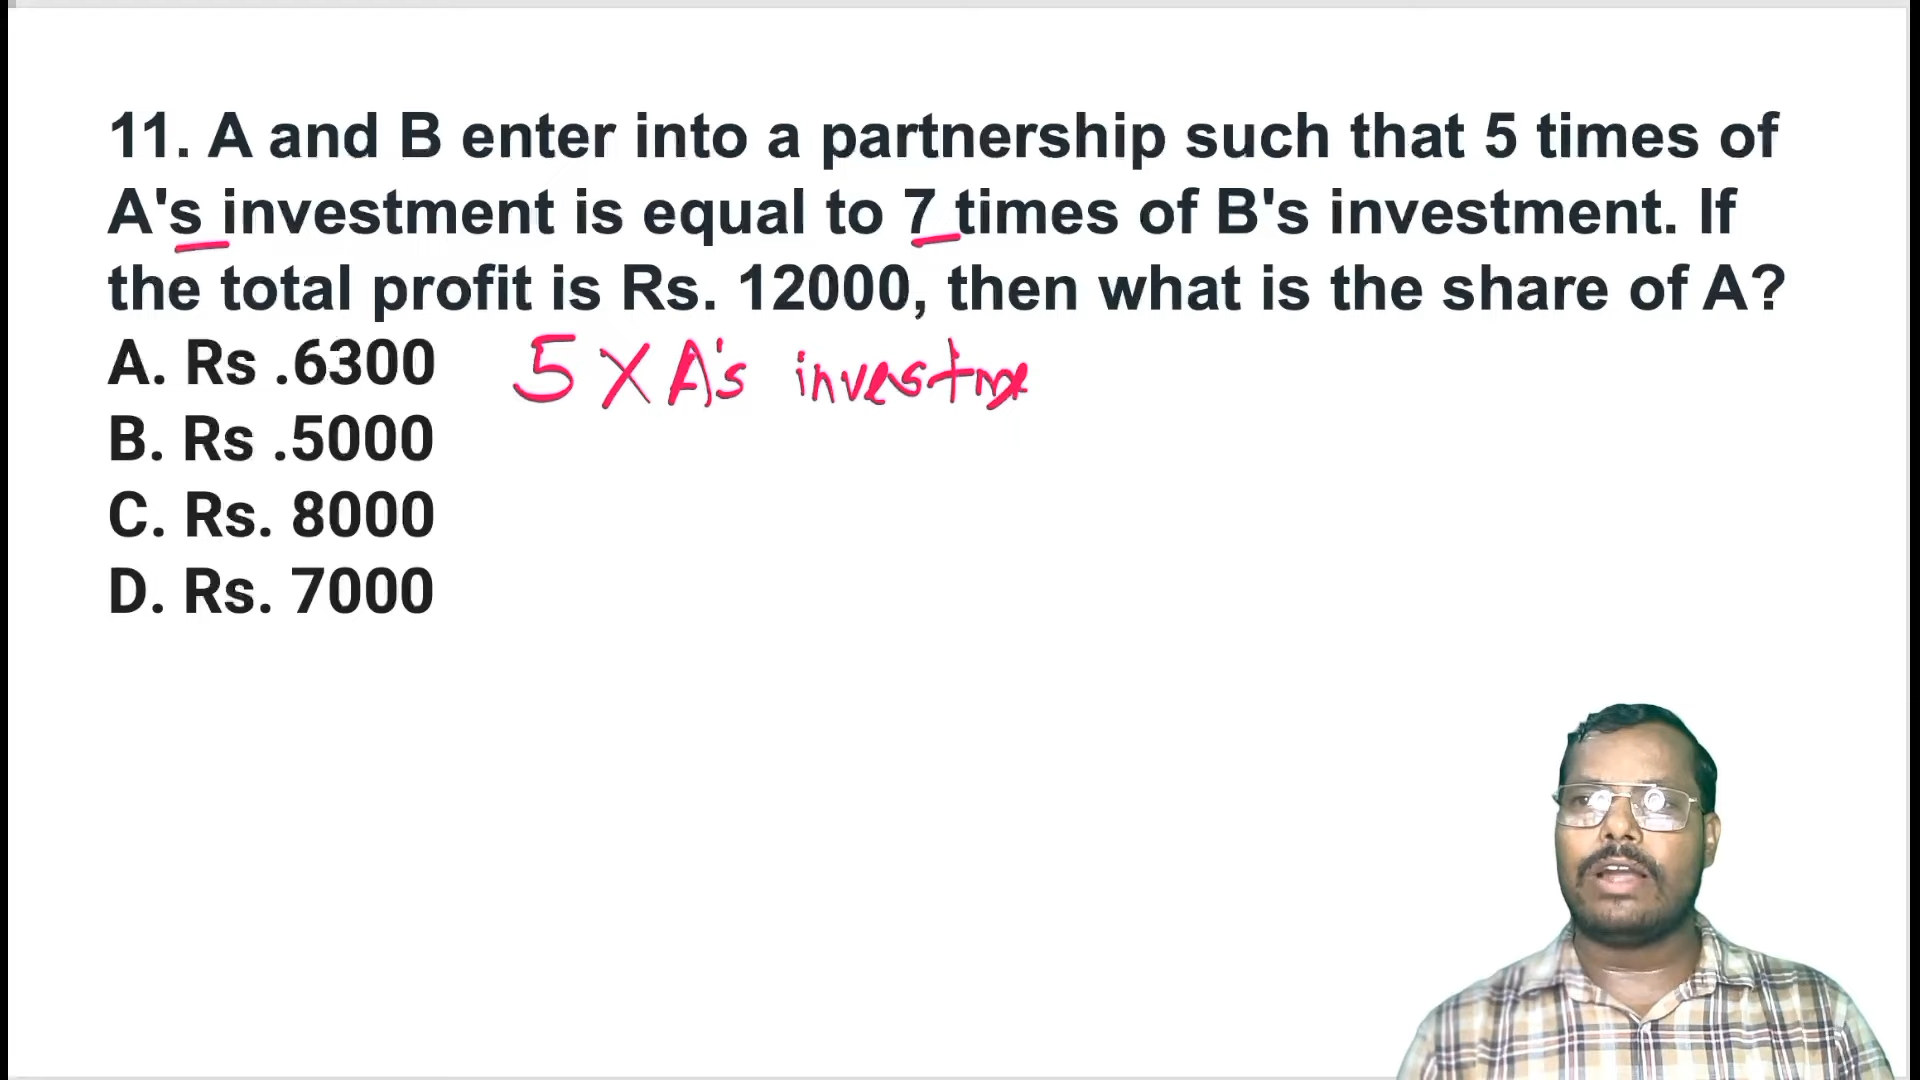 11. A and B enter into a partnership such that 5 times of
A's investment is equal to 7 times of B's investment. If
the total profit is Rs. 12000, then what is the share of A?
A. Rs .6300
5 X A's investme
B. Rs .5000
C. Rs. 8000
D. Rs. 7000